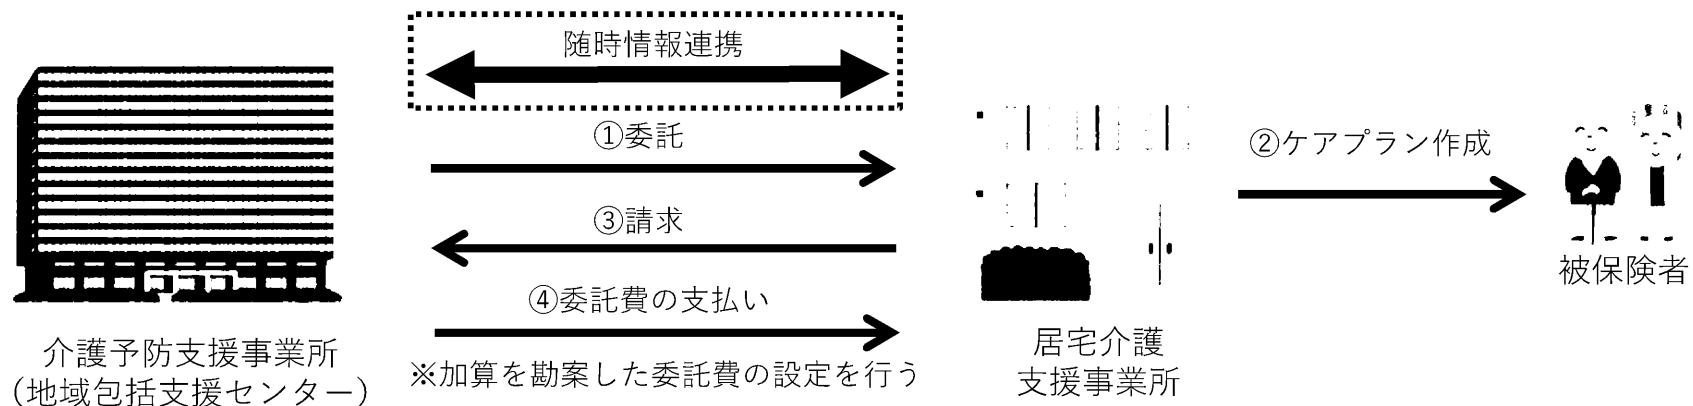 随時情報連携
①委託
②ケアプラン作成
③請求
④委託費の支払い
※加算を勘案した委託費の設定を行う
介護予防支援事業所
（地域包括支援センター）
居宅介護
支援事業所
被保険者